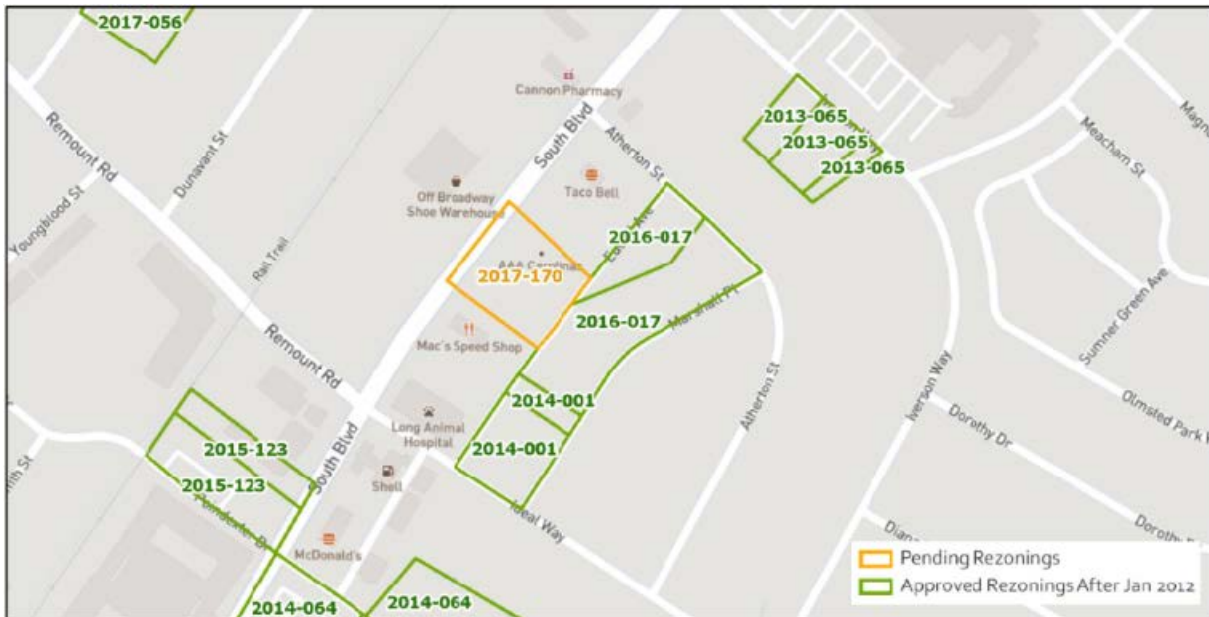 2017-056
Cannon Pharmacy
South Blvd
Atherton St
2013-065
2013-065
2013-065
Meacham St
Remount Rd
Dunavant St
Youngblood St
Rail Trail
Off Broadway
Shoe Warehouse
Taco Bell
2016-017
2017-170
2016-017
Marshall Pl
Mac's Speed Shop
Remount Rd
Sumner Green Ave
Olmsted Park
2014-001
2014-001
Long Animal
Hospital
Atherton St
Iverson Way
Dorothy Dr
2015-123
2015-123
South Blvd
Shell
Poindexter Dr
McDonald's
Ideal Way
2014-064
2014-064
Pending Rezonings
Approved Rezonings After Jan 2012